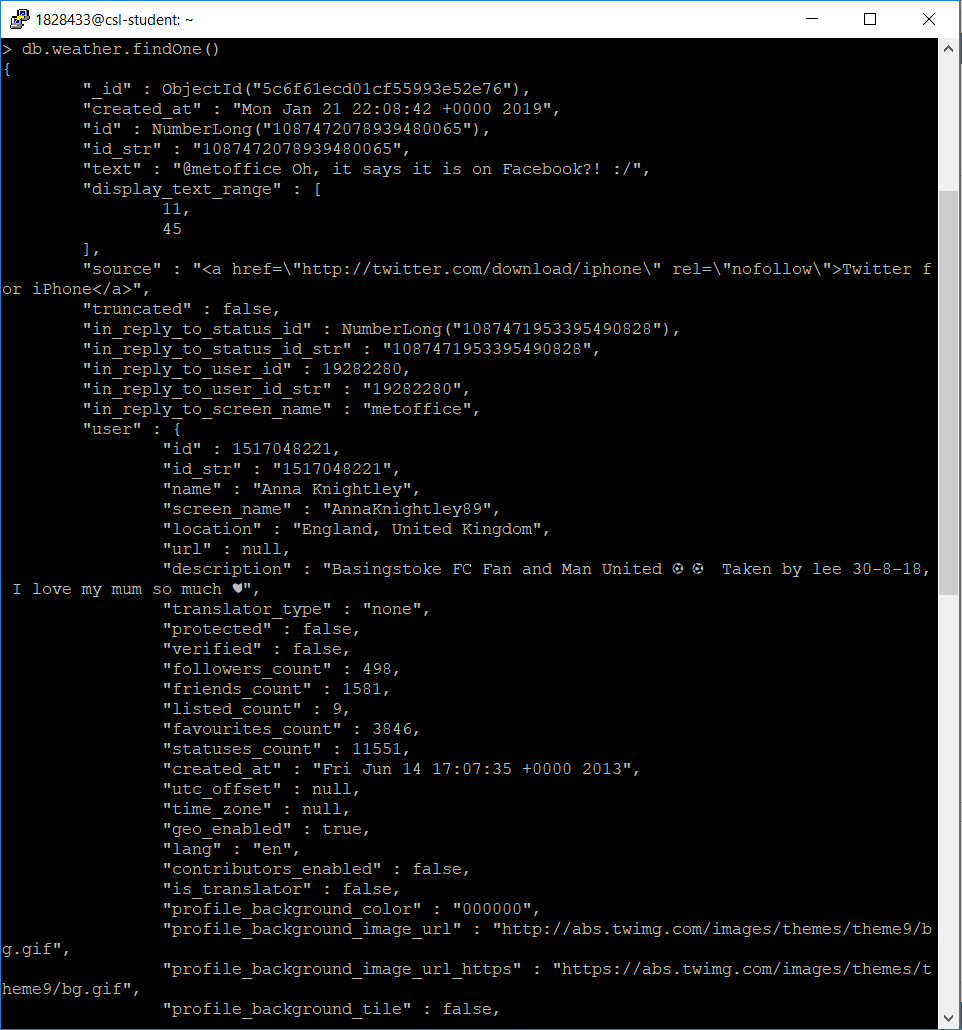 1828433@csl-student: ~
> db.weather.findOne()
{
"_id" : ObjectId("5c6f61ecd01cf55993e52e76"),
"created_at" : "Mon Jan 21 22:08:42 +0000 2019",
"id" : NumberLong("1087472078939480065"),
"id_str" : "1087472078939480065",
"text" : "@metoffice Oh, it says it is on Facebook?! :/",
"display_text_range" : [
11,
45
],
"source" : "<a href=\"http://twitter.com/download/iphone\" rel=\"nofollow\">Twitter f
or iPhone</a>",
"truncated" : false,
"in_reply_to_status_id" : NumberLong("1087471953395490828"),
"in_reply_to_status_id_str" : "1087471953395490828",
"in_reply_to_user_id" : 19282280,
"in_reply_to_user_id_str" : "19282280",
"in_reply_to_screen_name" : "metoffice",
"user" : {
"id" : 1517048221,
"id_str" : "1517048221",
"name" : "Anna Knightley",
"screen_name" : "AnnaKnightley89",
"location" : "England, United Kingdom",
"url" : null,
"description" : "Basingstoke FC Fan and Man United ⚽ ⚽  Taken by lee 30-8-18,
I love my mum so much ♥",
"translator_type" : "none",
"protected" : false,
"verified" : false,
"followers_count" : 498,
"friends_count" : 1581,
"listed_count" : 9,
"favourites_count" : 3846,
"statuses_count" : 11551,
"created_at" : "Fri Jun 14 17:07:35 +0000 2013",
"utc_offset" : null,
"time_zone" : null,
"geo_enabled" : true,
"lang" : "en",
"contributors_enabled" : false,
"is_translator" : false,
"profile_background_color" : "000000",
"profile_background_image_url" : "http://abs.twimg.com/images/themes/theme9/b
g.gif",
"profile_background_image_url_https" : "https://abs.twimg.com/images/themes/t
heme9/bg.gif",
"profile_background_tile" : false,